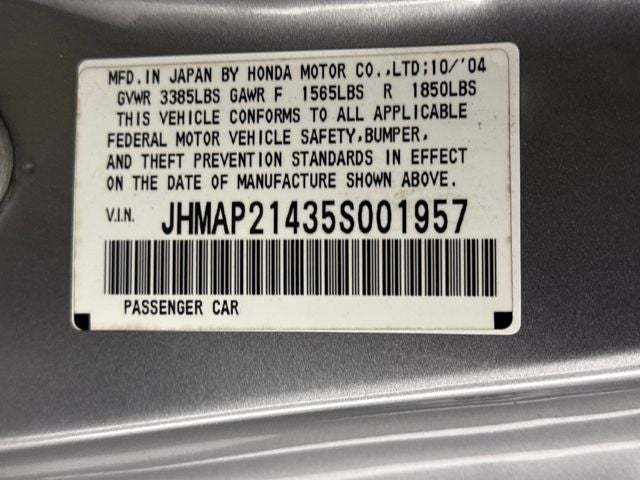 MFD. IN JAPAN BY HONDA MOTOR CO.,LTD;10/'04
GVWR 3385LBS GAWR F 1565LBS R 1850LBS
THIS VEHICLE CONFORMS TO ALL APPLICABLE
FEDERAL MOTOR VEHICLE SAFETY,BUMPER,
AND THEFT PREVENTION STANDARDS IN EFFECT
ON THE DATE OF MANUFACTURE SHOWN ABOVE.
V.I.N. JHMAP21435S001957
PASSENGER CAR